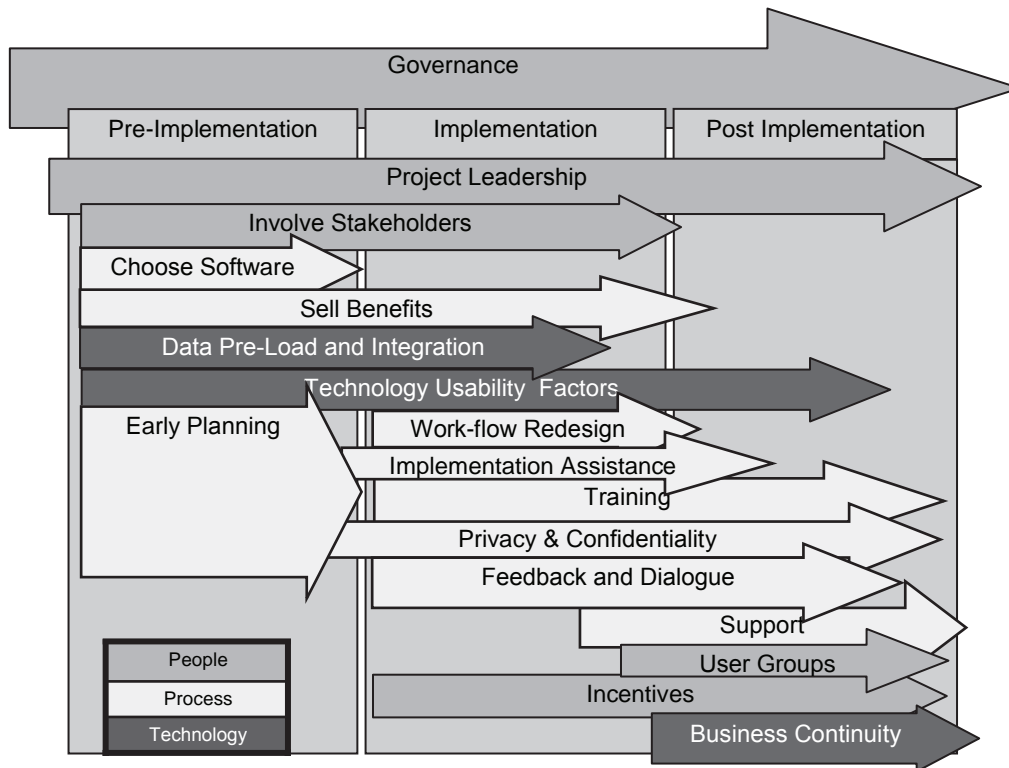 Governance
Pre-Implementation
Implementation
Post Implementation
Project Leadership
Involve Stakeholders
Choose Software
Sell Benefits
Data Pre-Load and Integration
Technology Usability Factors
Early Planning
Work-flow Redesign
Implementation Assistance
Training
Privacy & Confidentiality
Feedback and Dialogue
Support
People
User Groups
Process
Incentives
Technology
Business Continuity